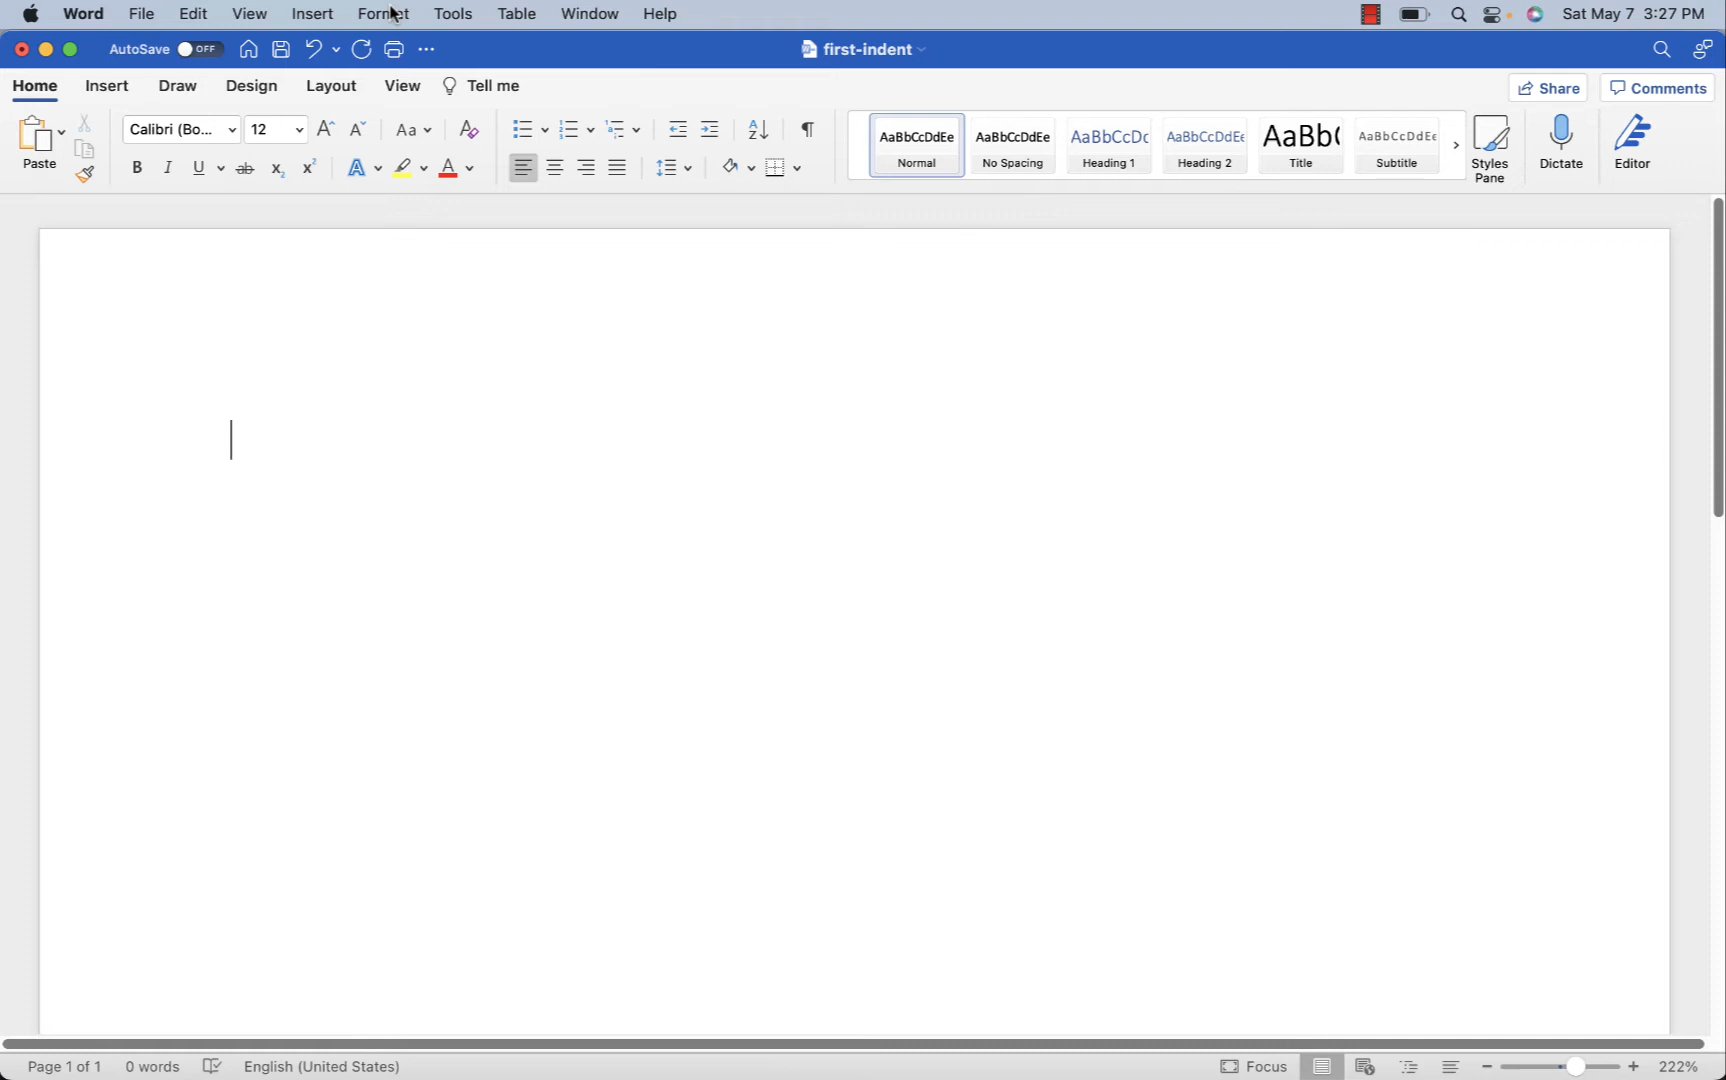 Word File Edit View Insert Format Tools Table Window Help Sat May 7 3:27 PM
AutoSave OFF first-indent
Home Insert Draw Design Layout View Tell me Share Comments
Paste Calibri (Bo... 12 Aa AaBbCcDdEe AaBbCcDdEe AaBbCcDc AaBbCcDdEe AaBb( AaBbCcDdEe
Normal No Spacing Heading 1 Heading 2 Title Subtitle Styles Pane Dictate Editor
B I U ab x₂ x² A A
Page 1 of 1 0 words English (United States) Focus 222%